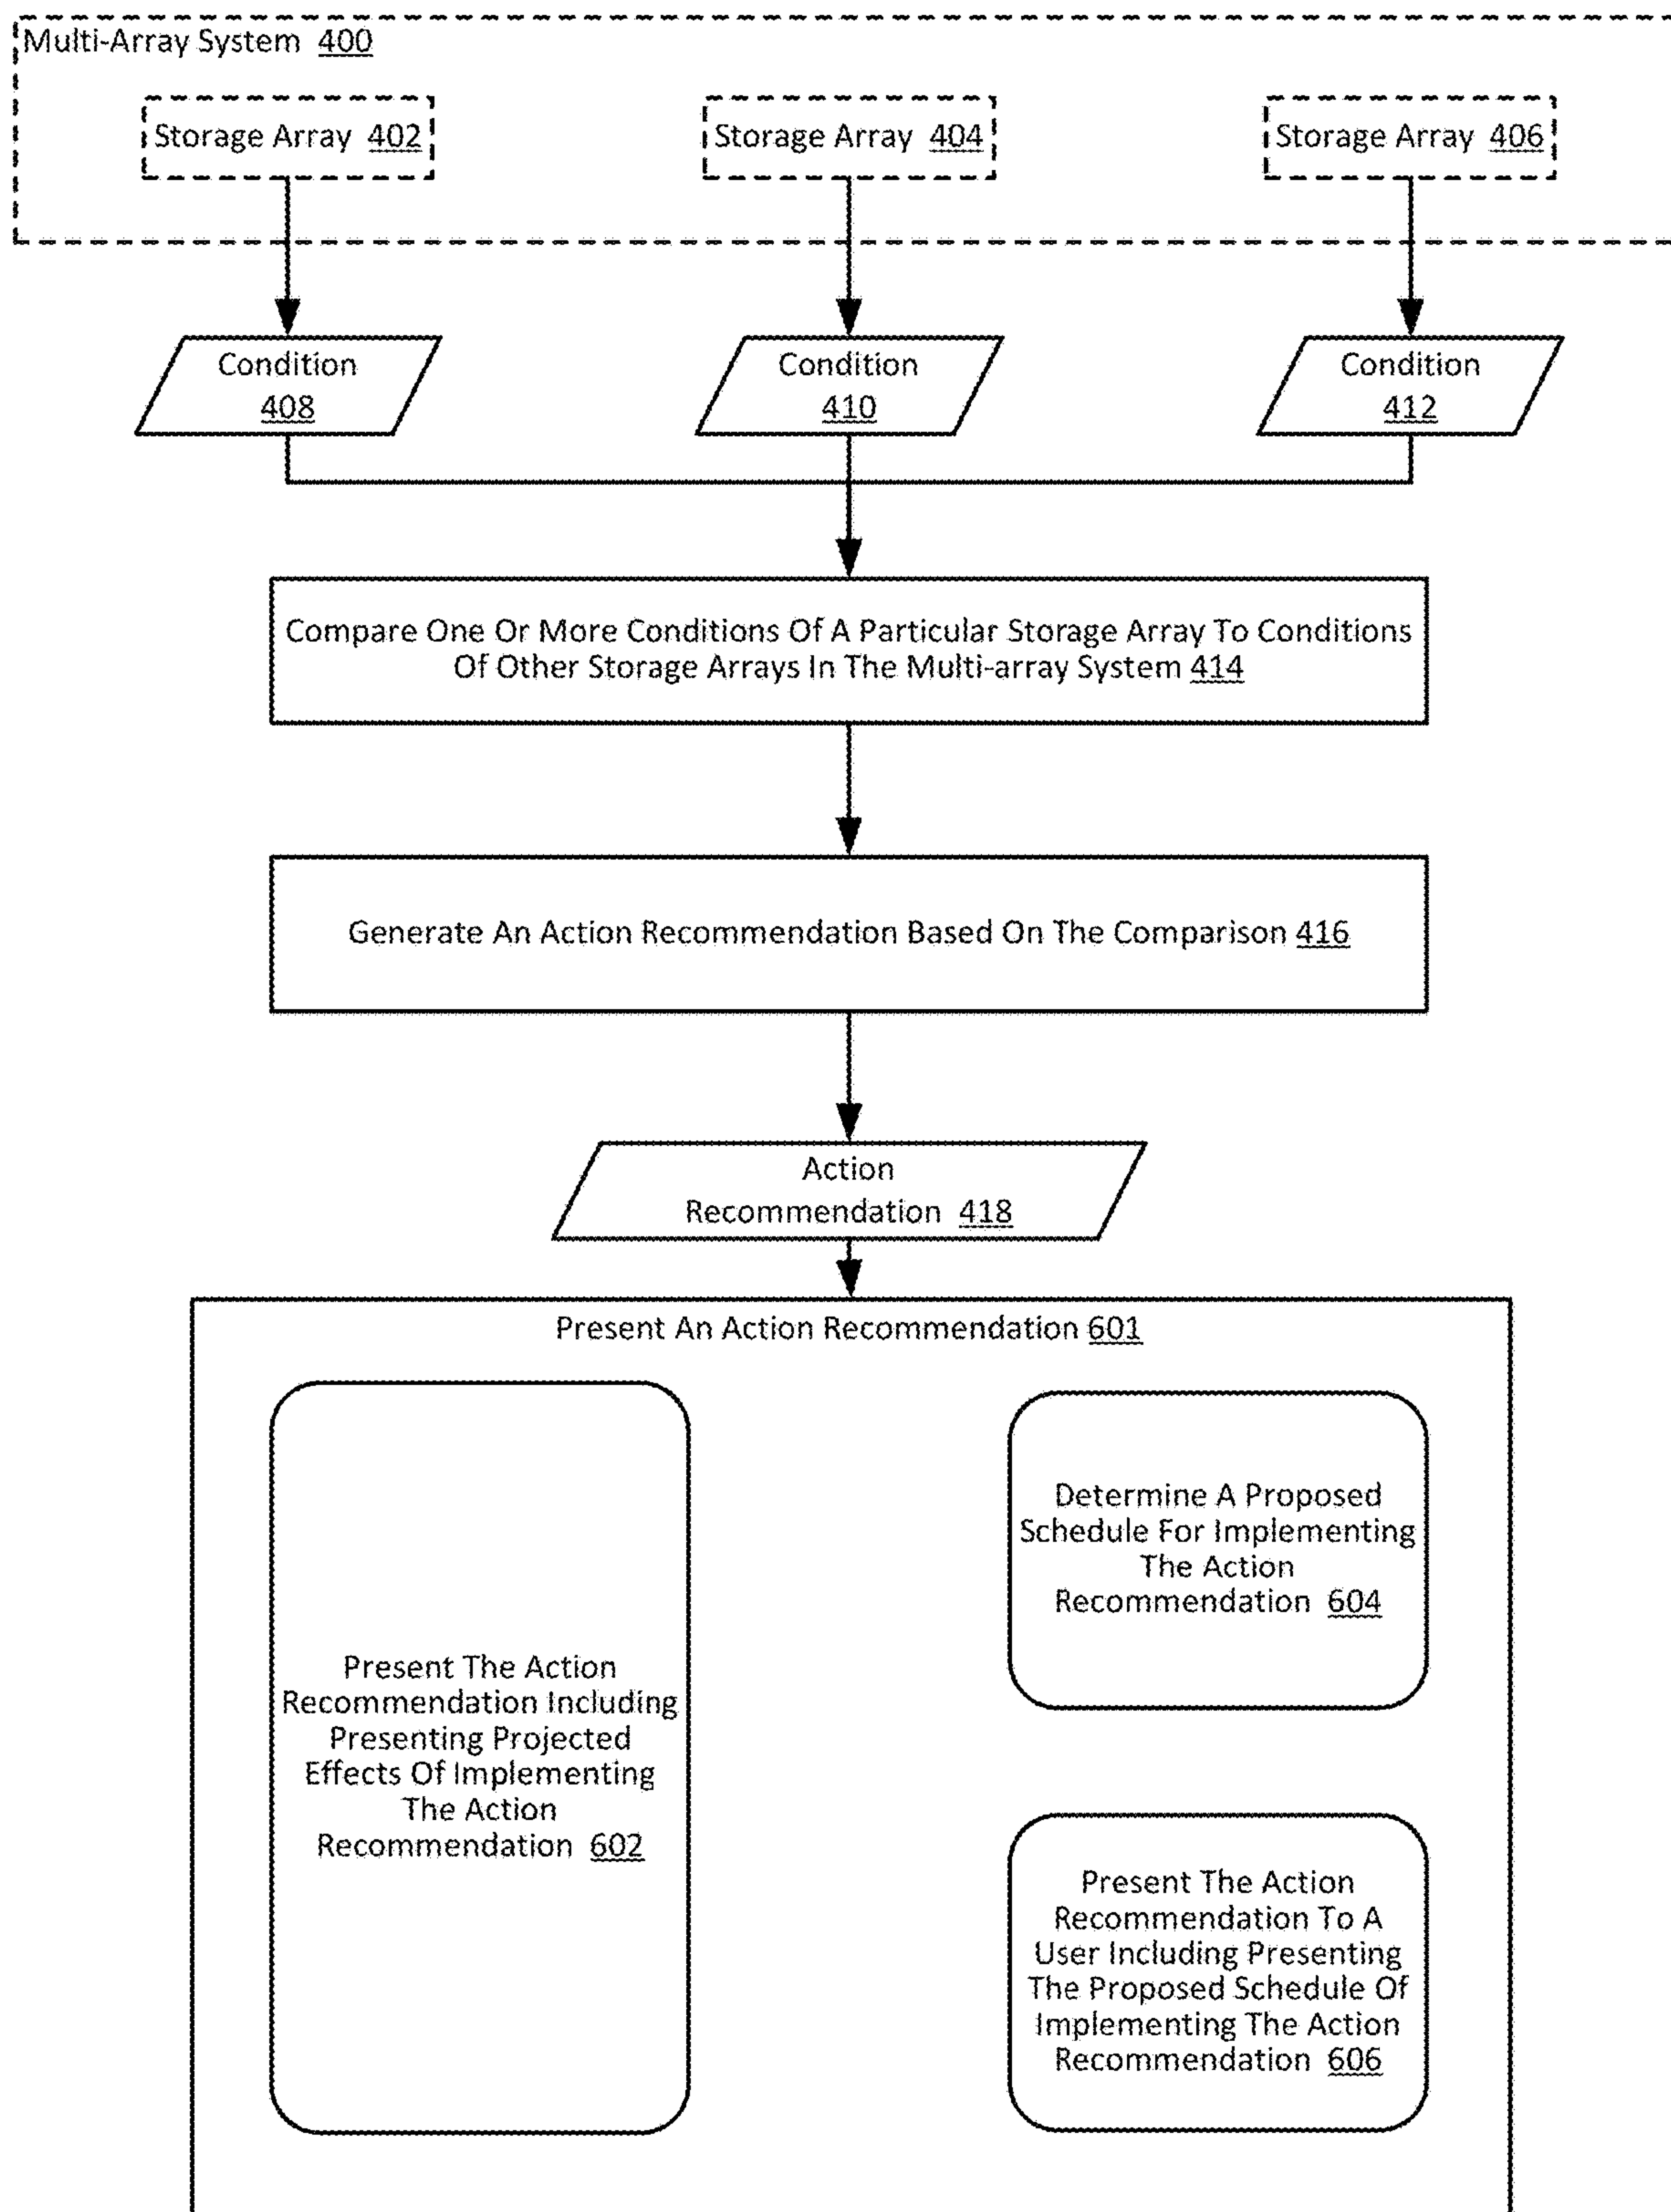 Multi-Array System 400
Storage Array 402
Storage Array 404
Storage Array 406
Condition
408
Condition
410
Condition
412
Compare One Or More Conditions Of A Particular Storage Array To Conditions
Of Other Storage Arrays In The Multi-array System 414
Generate An Action Recommendation Based On The Comparison 416
Action
Recommendation 418
Present An Action Recommendation 601
Present The Action
Recommendation Including
Presenting Projected
Effects Of Implementing
The Action
Recommendation 602
Determine A Proposed
Schedule For Implementing
The Action
Recommendation 604
Present The Action
Recommendation To A
User Including Presenting
The Proposed Schedule Of
Implementing The Action
Recommendation 606